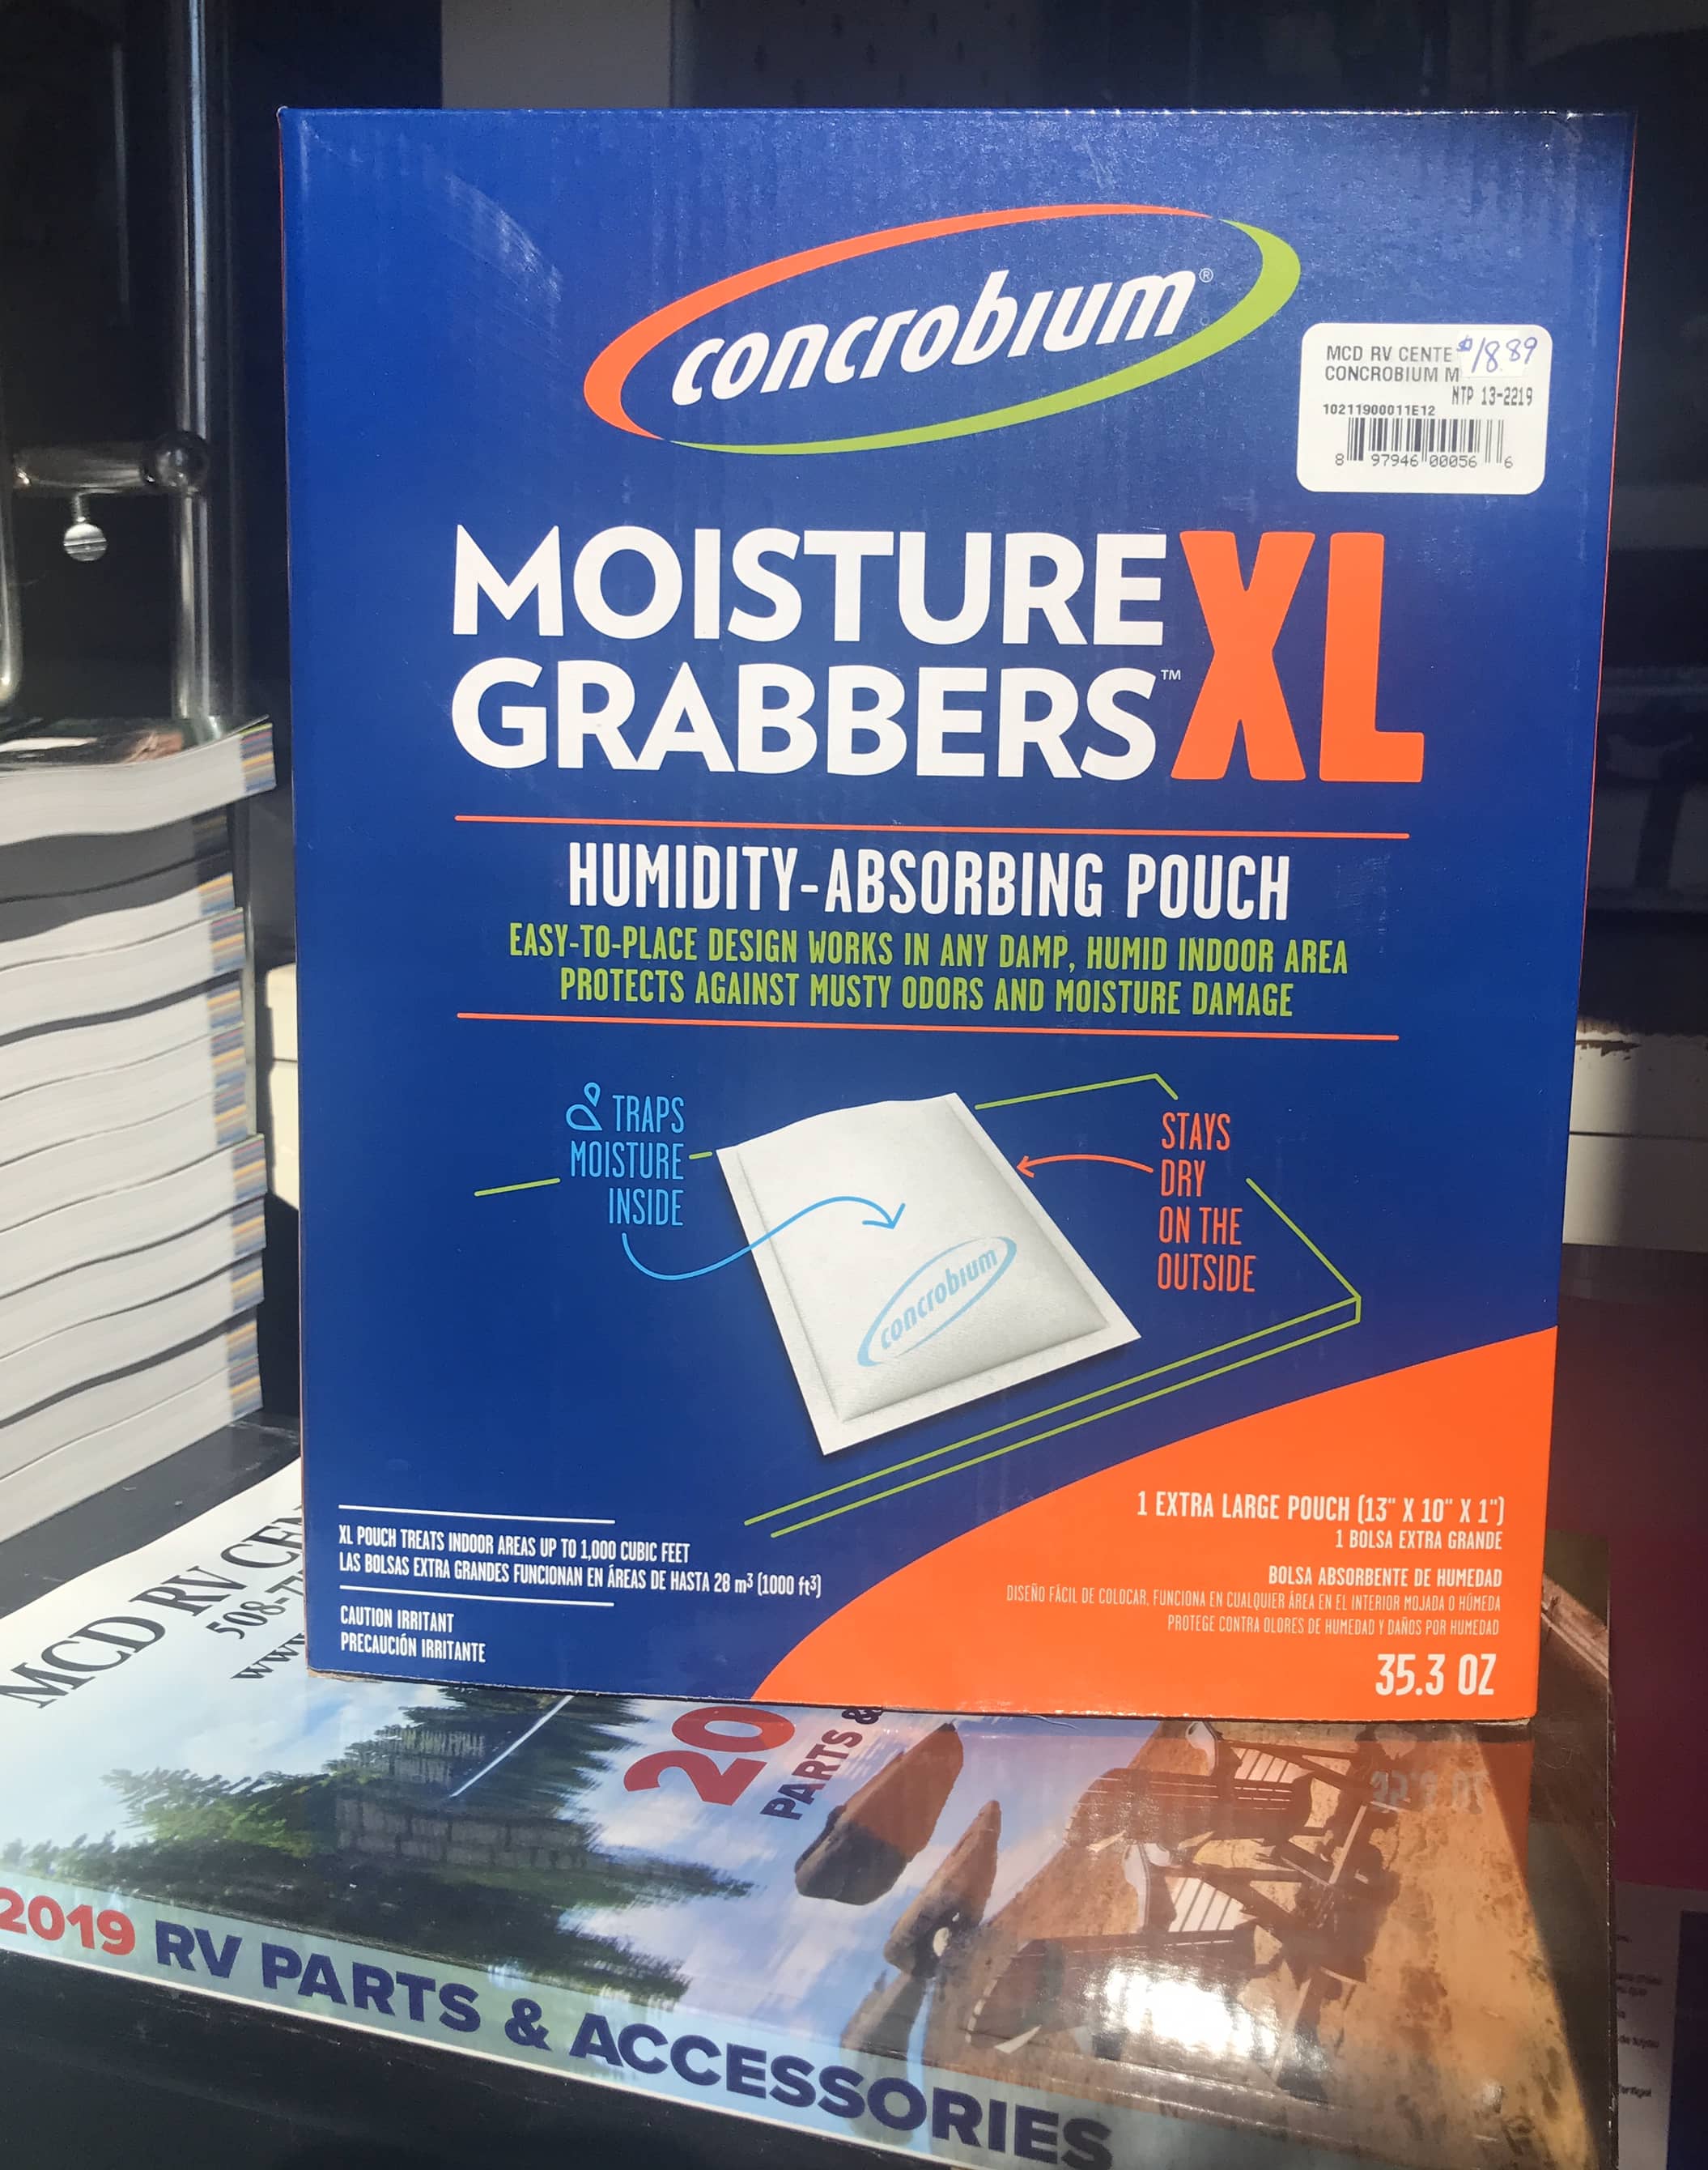 concrobium®
MCD RV CENTE $18.89
CONCROBIUM M
NTP 13-2219
10211900011E12
8 97946 00056 6
MOISTURE
GRABBERS™ XL
HUMIDITY-ABSORBING POUCH
EASY-TO-PLACE DESIGN WORKS IN ANY DAMP, HUMID INDOOR AREA
PROTECTS AGAINST MUSTY ODORS AND MOISTURE DAMAGE
TRAPS
MOISTURE
INSIDE
STAYS
DRY
ON THE
OUTSIDE
concrobium
XL POUCH TREATS INDOOR AREAS UP TO 1,000 CUBIC FEET
LAS BOLSAS EXTRA GRANDES FUNCIONAN EN ÁREAS DE HASTA 28 m³ (1000 ft³)
CAUTION IRRITANT
PRECAUCIÓN IRRITANTE
1 EXTRA LARGE POUCH (13" X 10" X 1")
1 BOLSA EXTRA GRANDE
BOLSA ABSORBENTE DE HUMEDAD
DISEÑO FÁCIL DE COLOCAR, FUNCIONA EN CUALQUIER ÁREA EN EL INTERIOR MOJADA O HÚMEDA
PROTEGE CONTRA OLORES DE HUMEDAD Y DAÑOS POR HUMEDAD
35.3 OZ
MCD RV CEN
508-7
www
20
PARTS &
2019 RV PARTS & ACCESSORIES